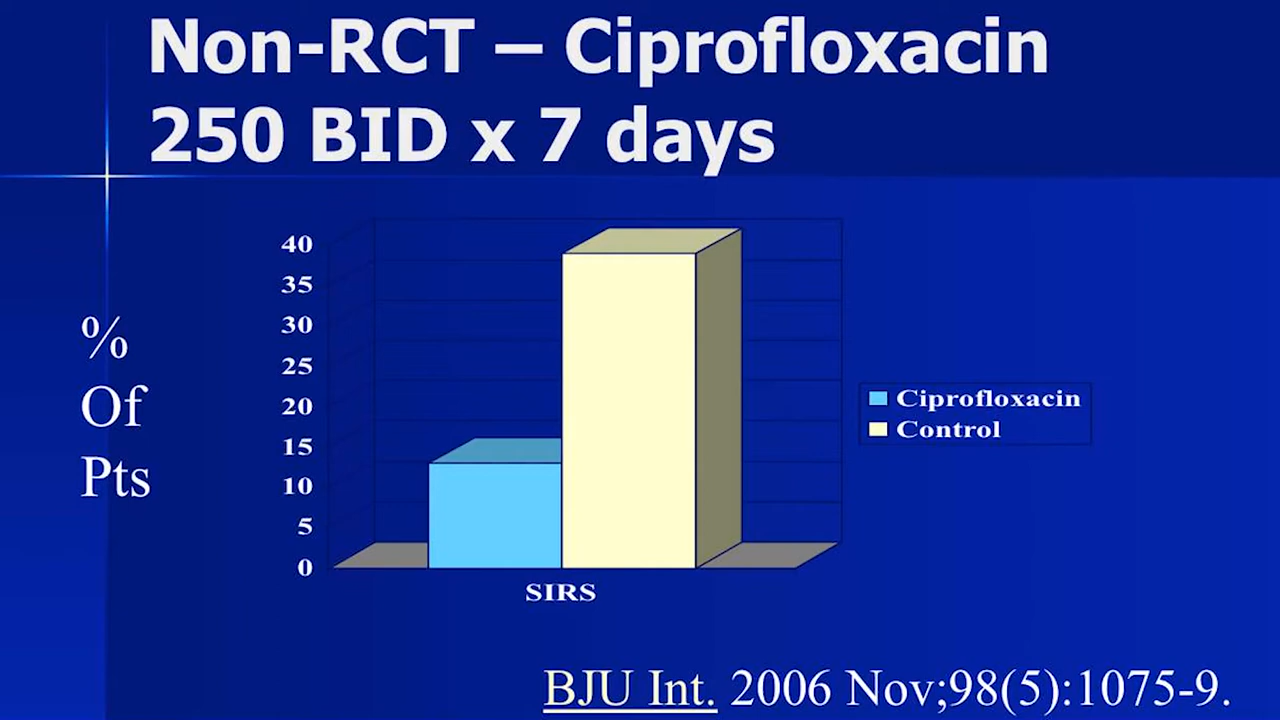 Non-RCT – Ciprofloxacin
250 BID x 7 days
%
Of
Pts
40
35
30
25
20
15
10
5
0
SIRS
Ciprofloxacin
Control
BJU Int. 2006 Nov;98(5):1075-9.